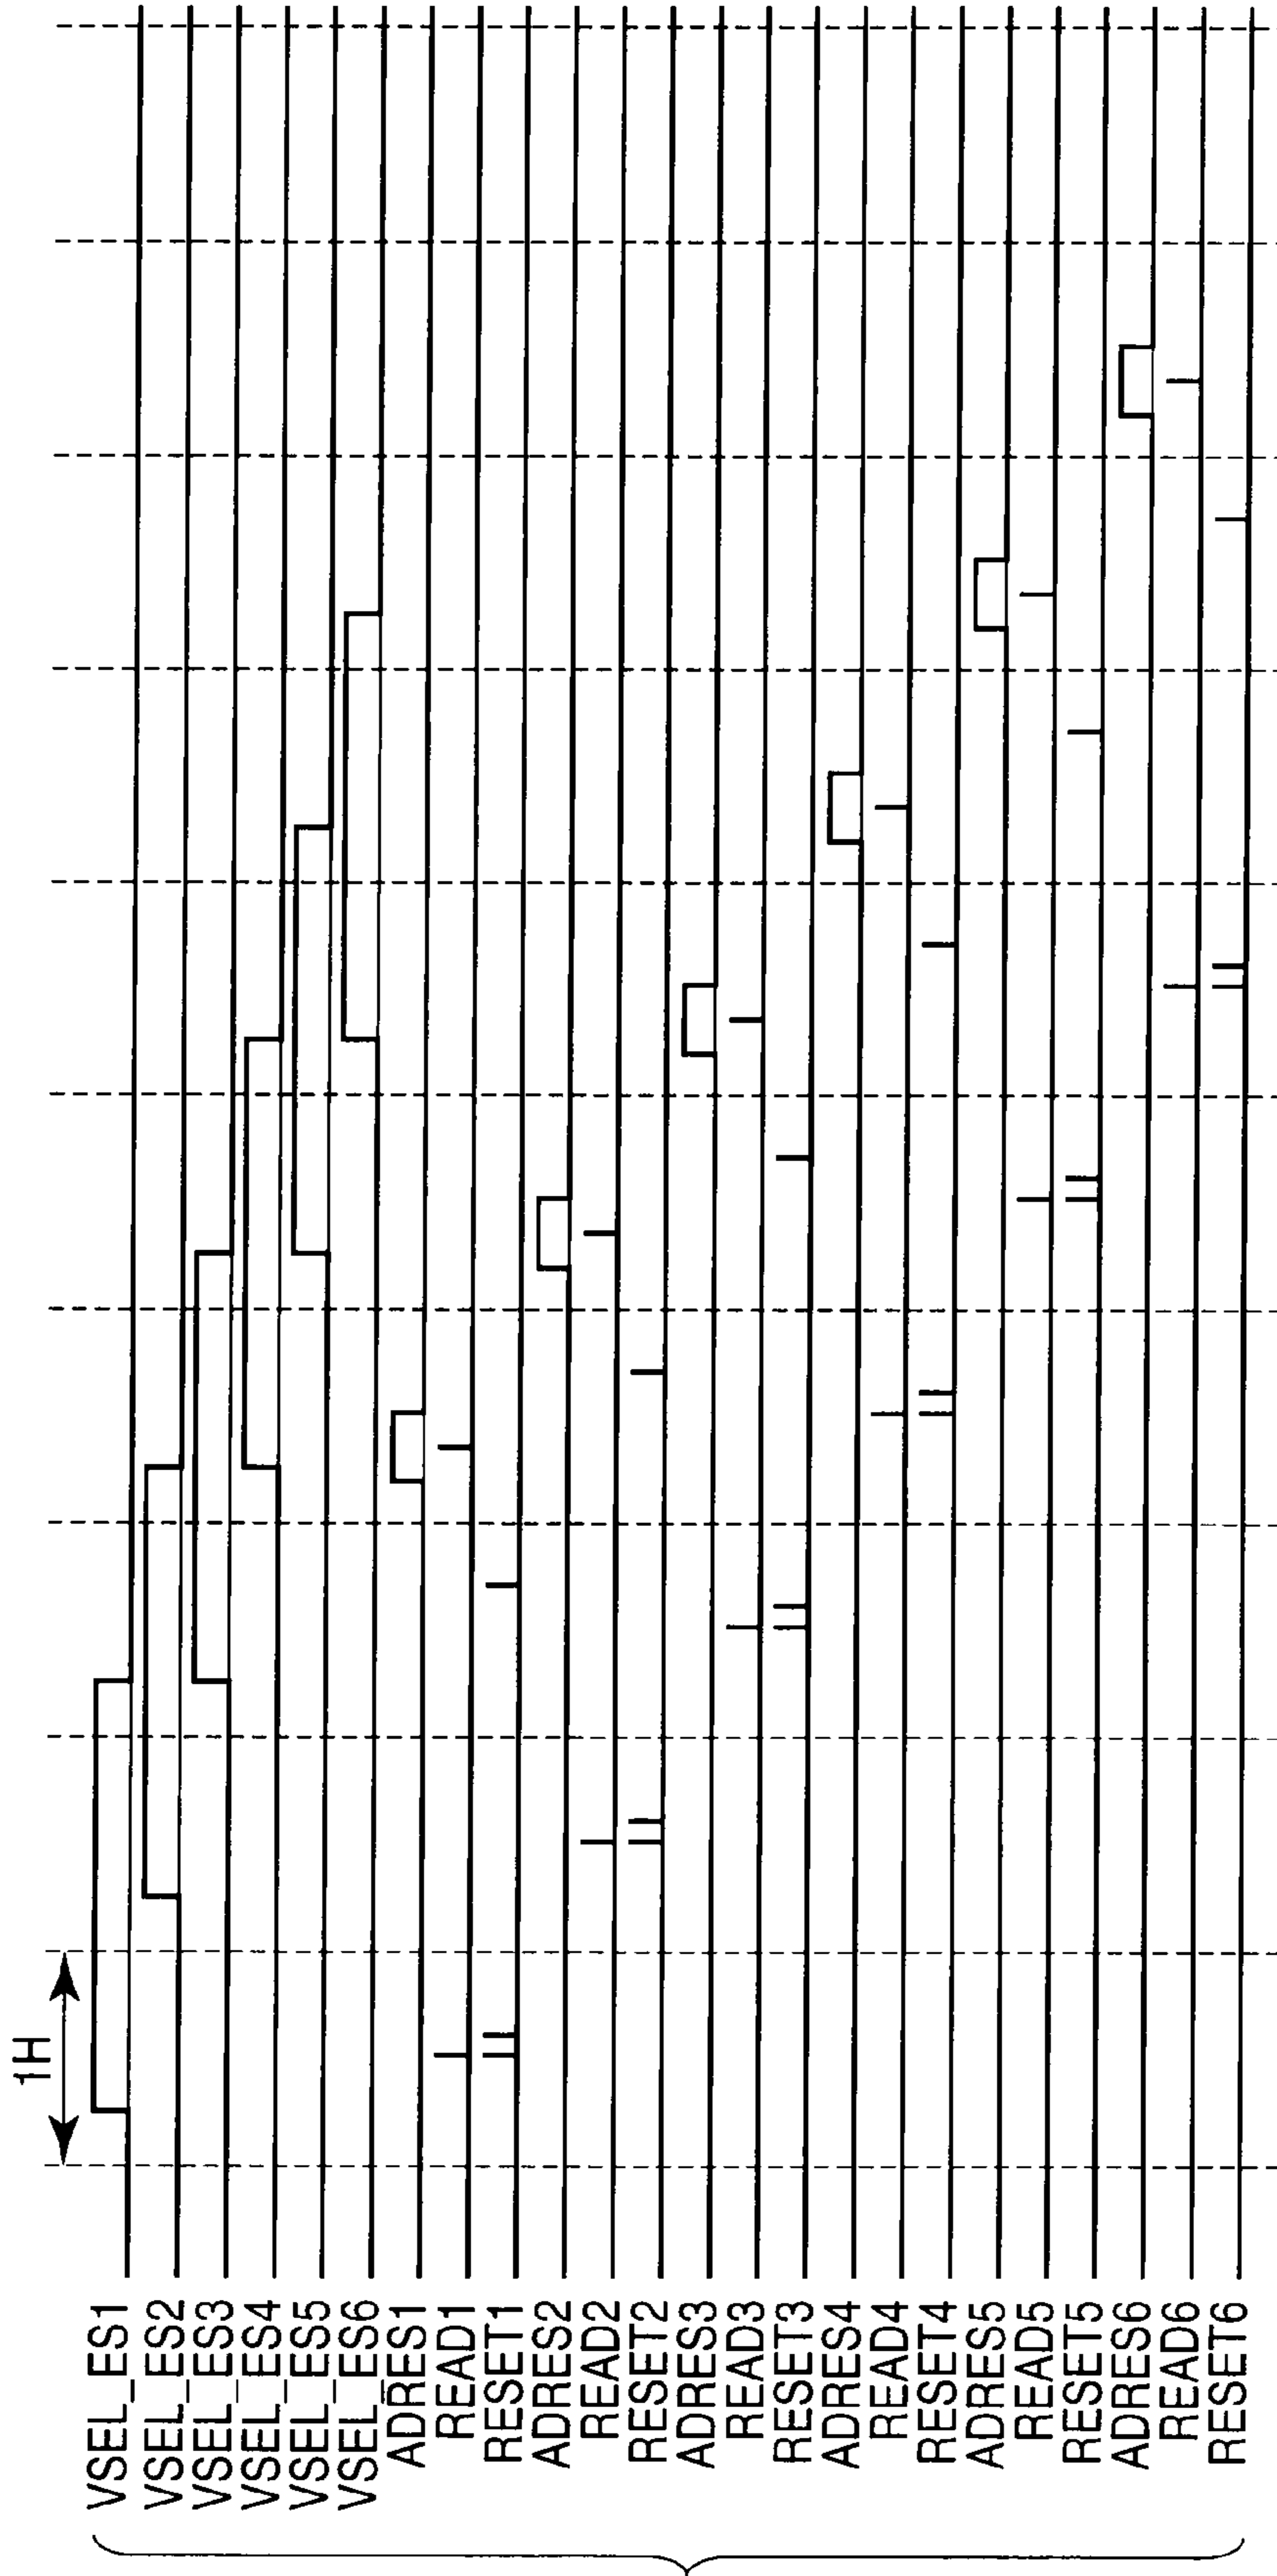 1H
VSEL_ES1
VSEL_ES2
VSEL_ES3
VSEL_ES4
VSEL_ES5
VSEL_ES6
ADRES1
READ1
RESET1
ADRES2
READ2
RESET2
ADRES3
READ3
RESET3
ADRES4
READ4
RESET4
ADRES5
READ5
RESET5
ADRES6
READ6
RESET6